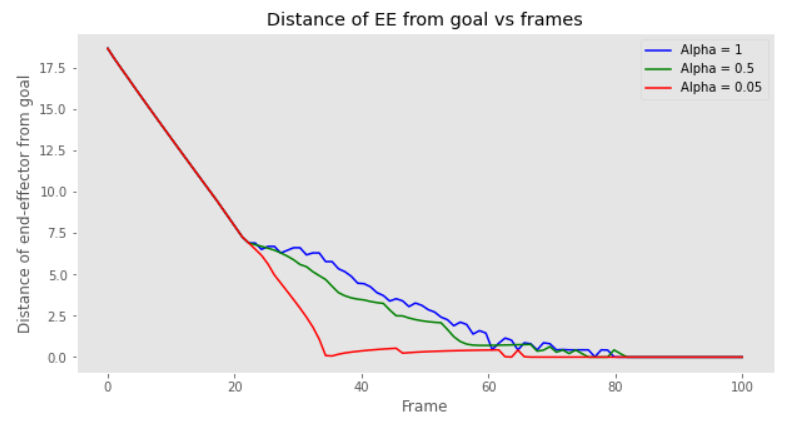 Distance of EE from goal vs frames
Alpha = 1
Alpha = 0.5
Alpha = 0.05
Distance of end-effector from goal
17.5
15.0
12.5
10.0
7.5
5.0
2.5
0.0
0 20 40 60 80 100
Frame